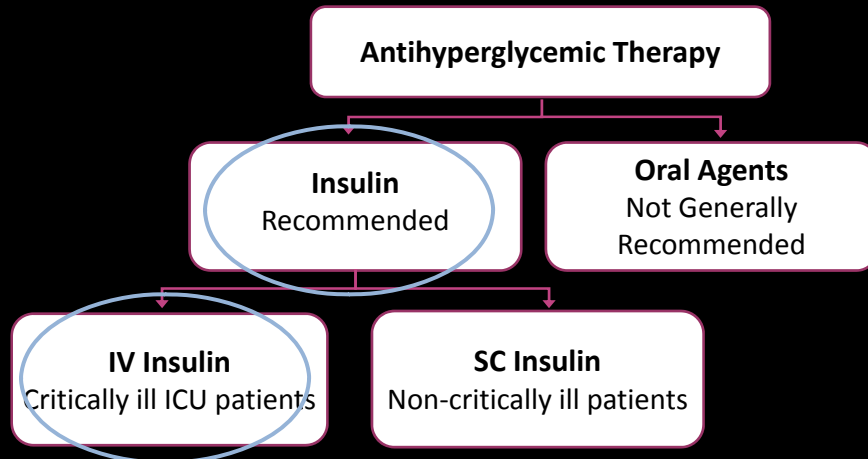 Antihyperglycemic Therapy
Insulin
Recommended
Oral Agents
Not Generally
Recommended
IV Insulin
Critically ill ICU patients
SC Insulin
Non-critically ill patients